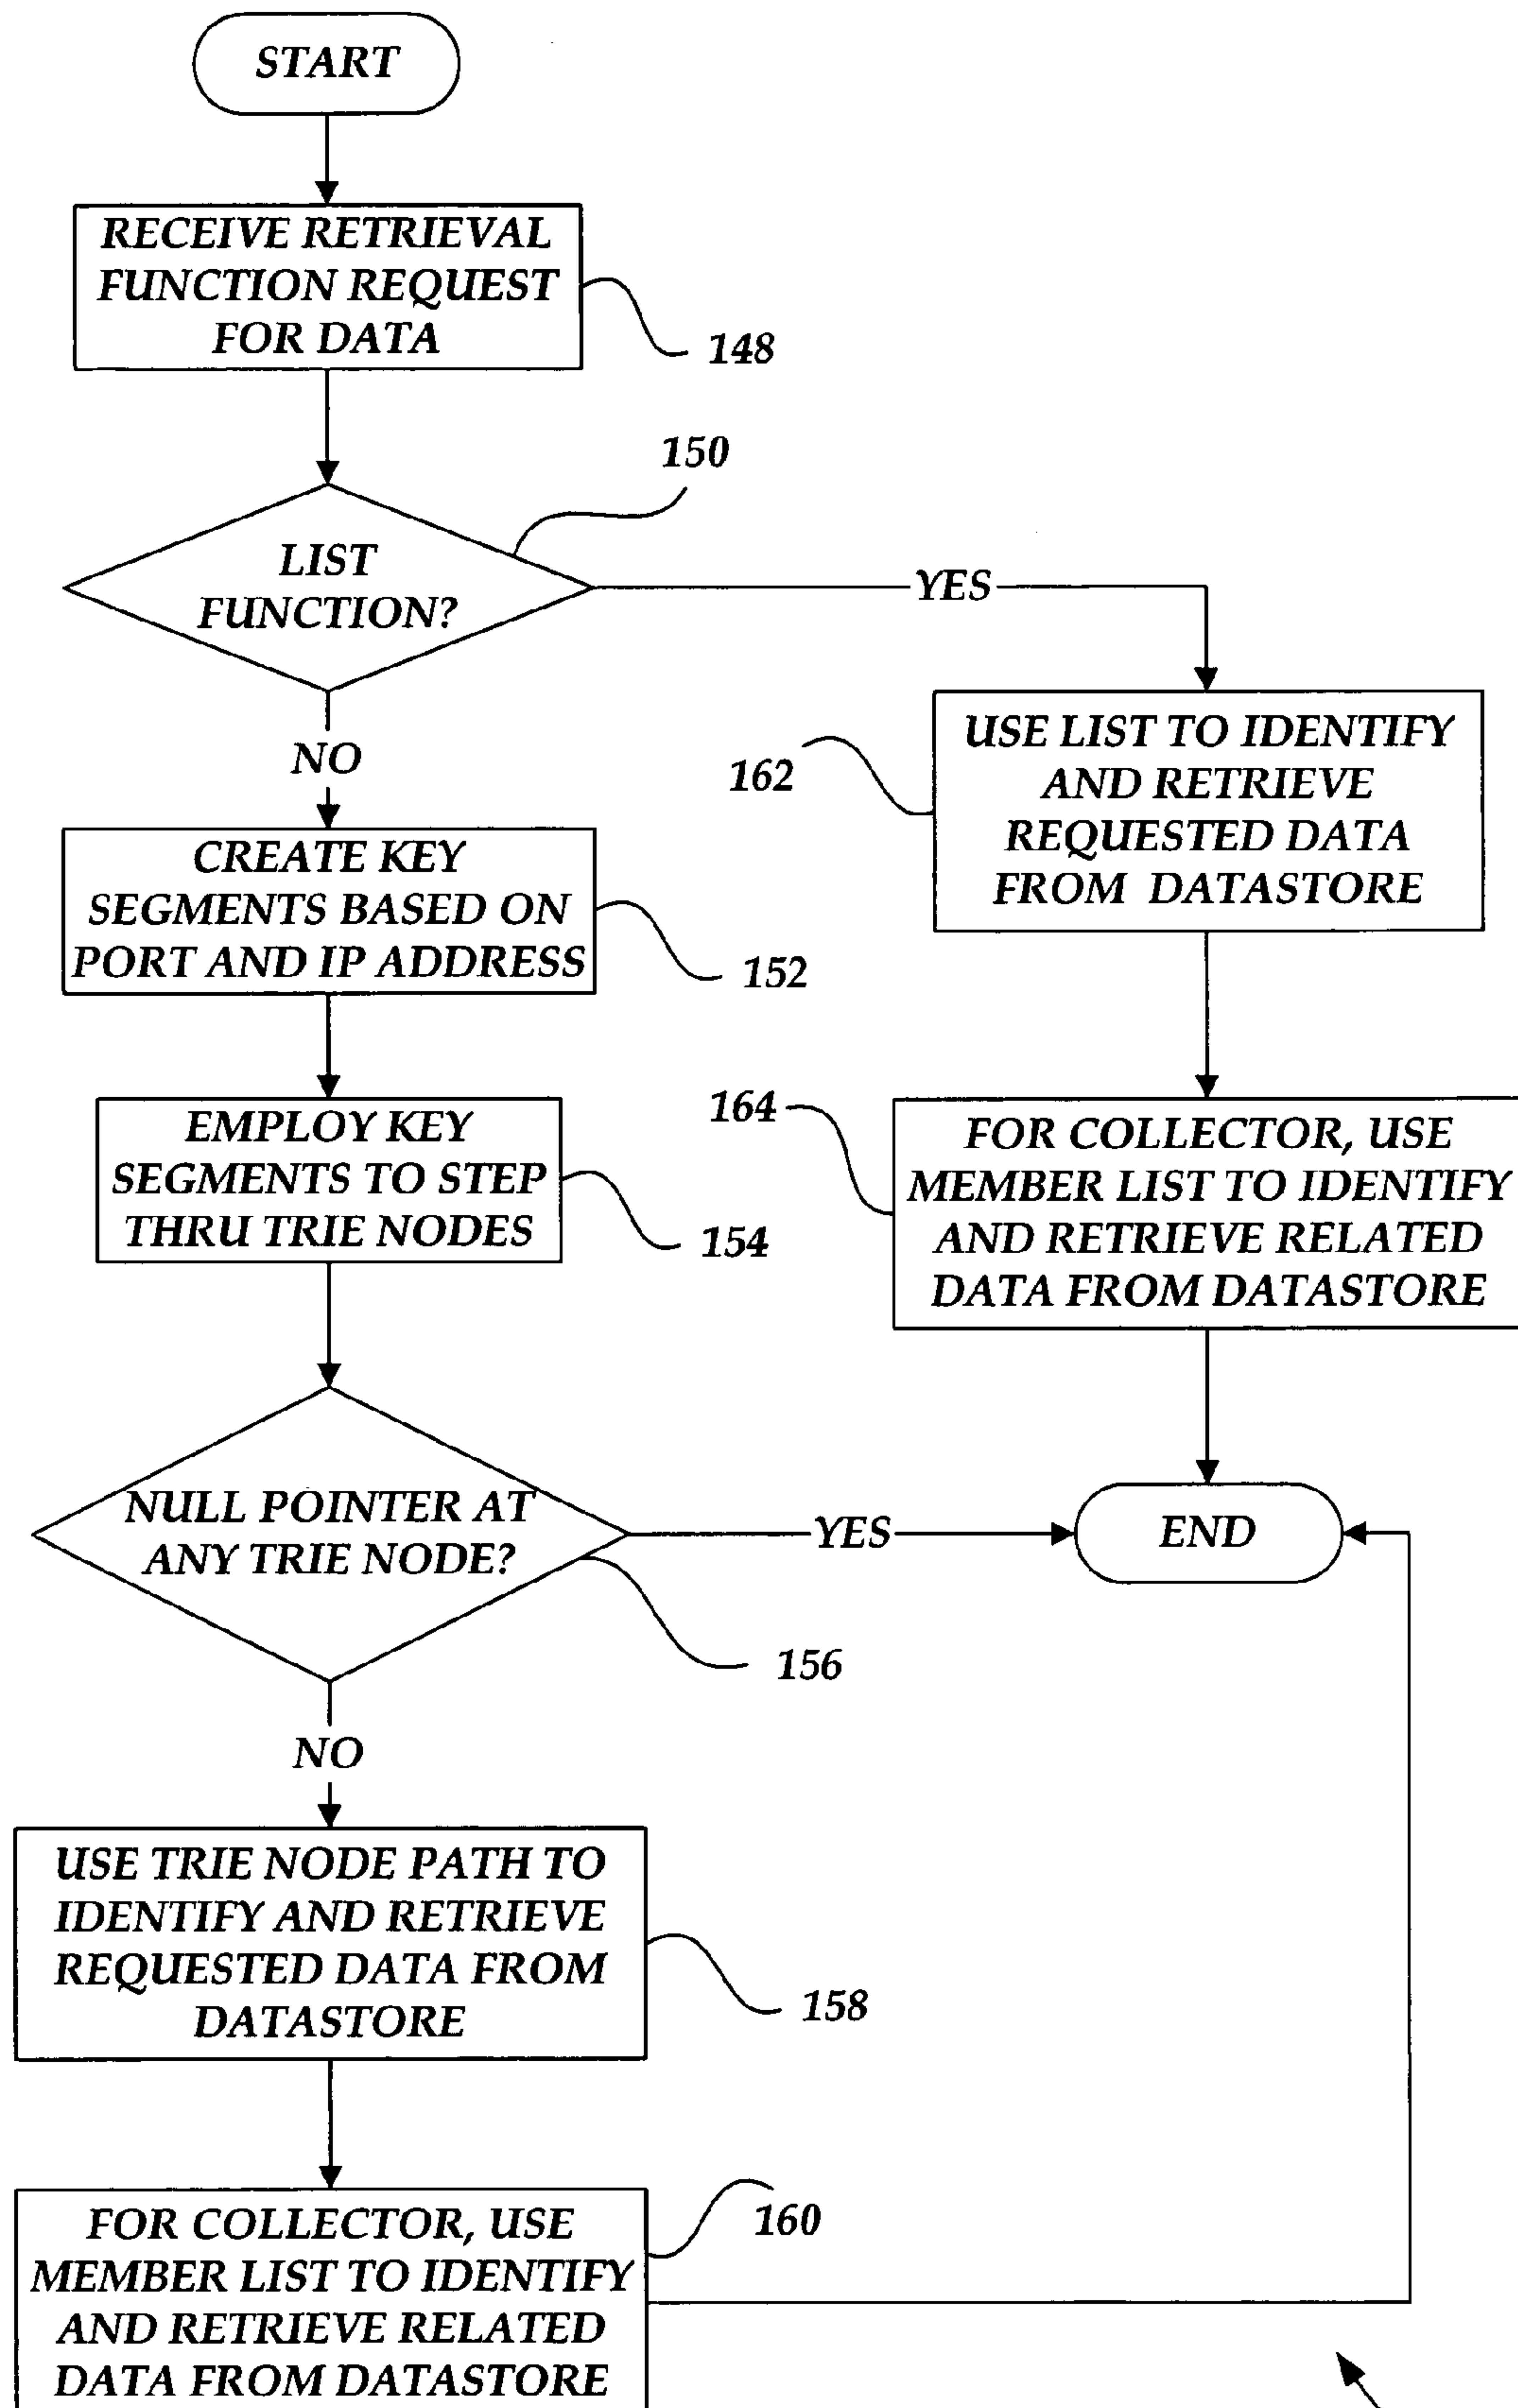 START
RECEIVE RETRIEVAL
FUNCTION REQUEST
FOR DATA
148
150
LIST
FUNCTION?
YES
NO
162
USE LIST TO IDENTIFY
AND RETRIEVE
REQUESTED DATA
FROM DATASTORE
CREATE KEY
SEGMENTS BASED ON
PORT AND IP ADDRESS
152
EMPLOY KEY
SEGMENTS TO STEP
THRU TRIE NODES
154
164
FOR COLLECTOR, USE
MEMBER LIST TO IDENTIFY
AND RETRIEVE RELATED
DATA FROM DATASTORE
NULL POINTER AT
ANY TRIE NODE?
YES
END
156
NO
USE TRIE NODE PATH TO
IDENTIFY AND RETRIEVE
REQUESTED DATA FROM
DATASTORE
158
160
FOR COLLECTOR, USE
MEMBER LIST TO IDENTIFY
AND RETRIEVE RELATED
DATA FROM DATASTORE